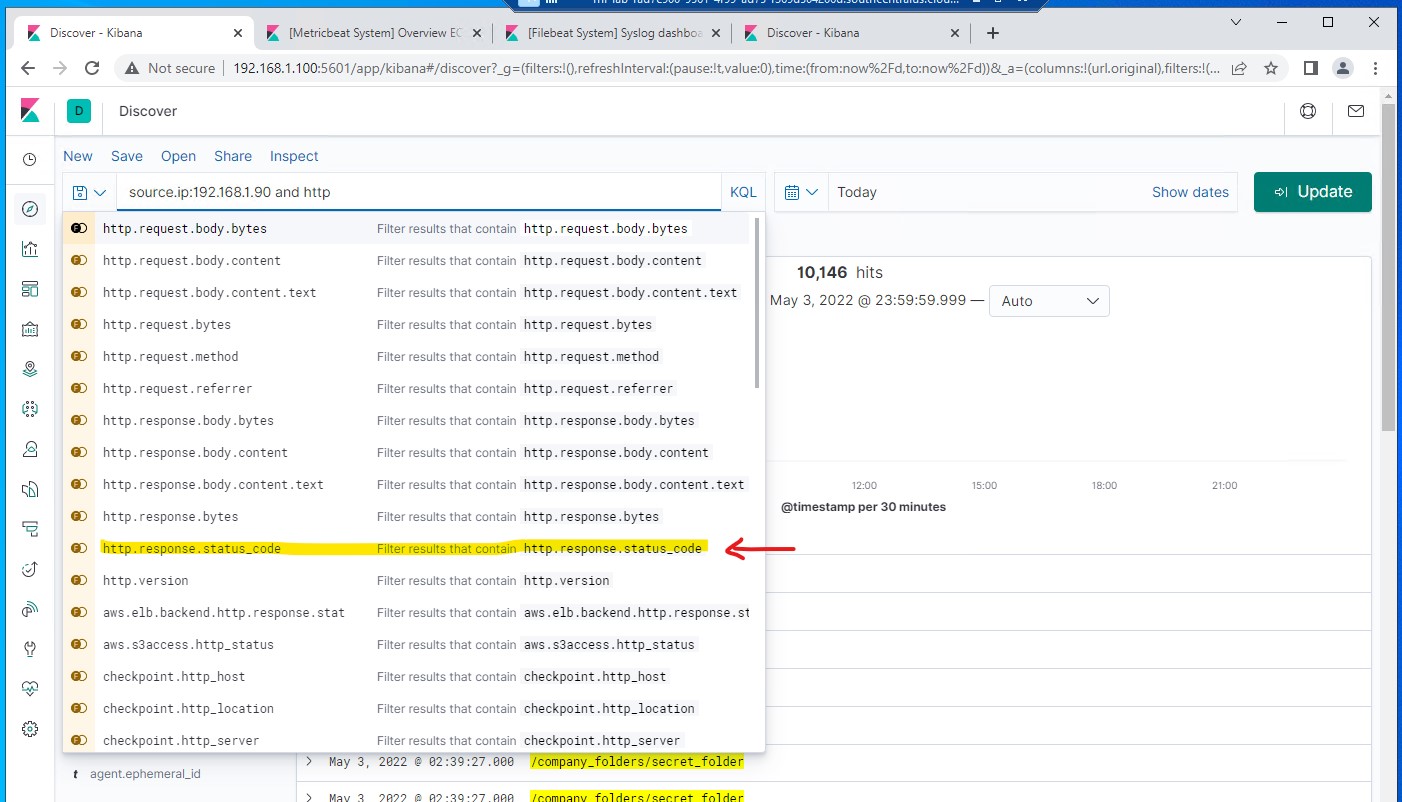 Discover - Kibana
[Metricbeat System] Overview EC
[Filebeat System] Syslog dashboa
Discover - Kibana
Not secure
192.168.1.100:5601/app/kibana#/discover?_g=(filters:!(),refreshInterval:(pause:!t,value:0),time:(from:now%2Fd,to:now%2Fd))&_a=(columns:!(url.original),filters:!(...
D
Discover
New Save Open Share Inspect
source.ip:192.168.1.90 and http
KQL
Today
Show dates
Update
http.request.body.bytes Filter results that contain http.request.body.bytes
http.request.body.content Filter results that contain http.request.body.content
http.request.body.content.text Filter results that contain http.request.body.content.text
http.request.bytes Filter results that contain http.request.bytes
http.request.method Filter results that contain http.request.method
http.request.referrer Filter results that contain http.request.referrer
http.response.body.bytes Filter results that contain http.response.body.bytes
http.response.body.content Filter results that contain http.response.body.content
http.response.body.content.text Filter results that contain http.response.body.content.text
http.response.bytes Filter results that contain http.response.bytes
http.response.status_code Filter results that contain http.response.status_code
http.version Filter results that contain http.version
aws.elb.backend.http.response.stat Filter results that contain aws.elb.backend.http.response.st
aws.s3access.http_status Filter results that contain aws.s3access.http_status
checkpoint.http_host Filter results that contain checkpoint.http_host
checkpoint.http_location Filter results that contain checkpoint.http_location
checkpoint.http_server Filter results that contain checkpoint.http_server
10,146 hits
May 3, 2022 @ 23:59:59.999 —
Auto
12:00 15:00 18:00 21:00
@timestamp per 30 minutes
t agent.ephemeral_id
May 3, 2022 @ 02:39:27.000 /company_folders/secret_folder
May 3, 2022 @ 02:39:27.000 /company_folders/secret_folder